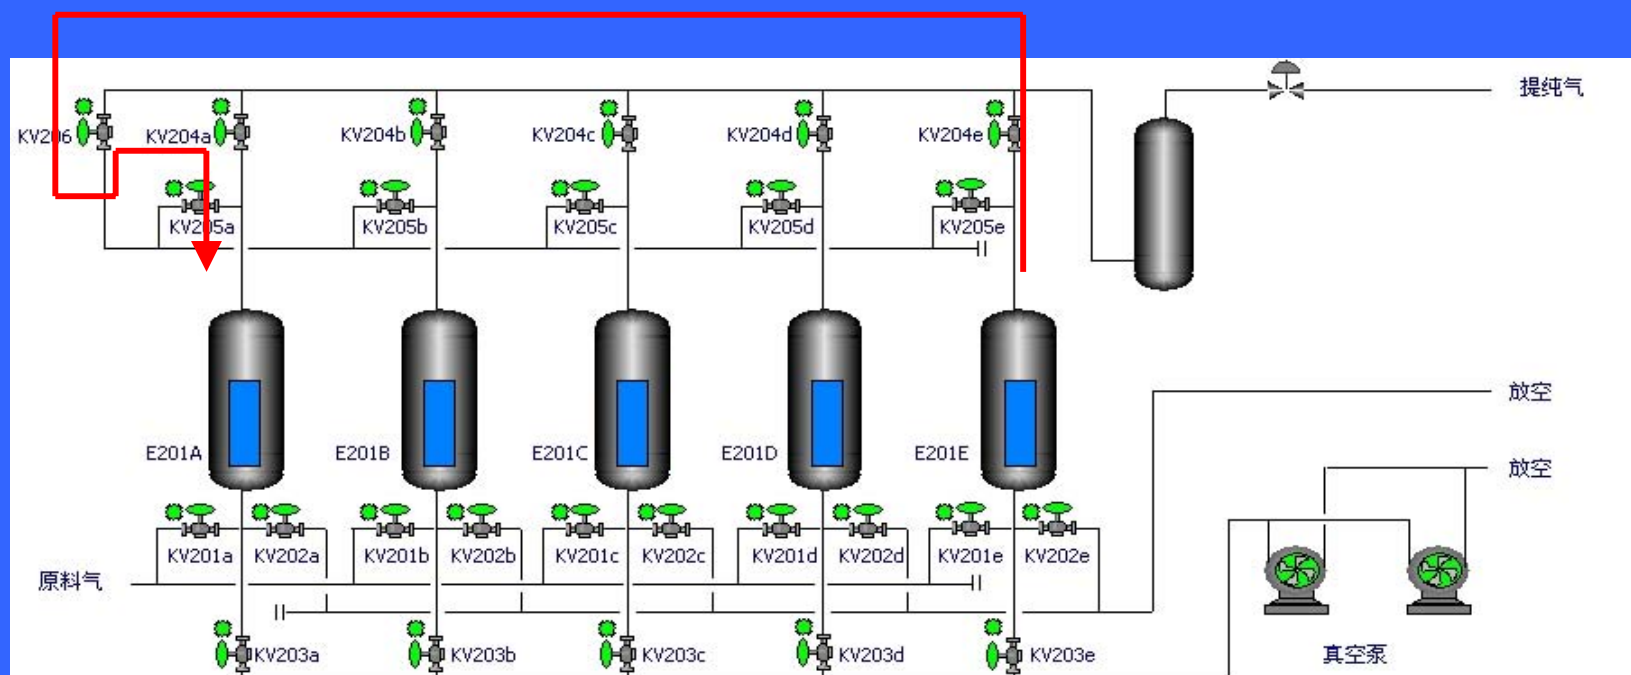 提纯气
KV206
KV204a
KV204b
KV204c
KV204d
KV204e
KV205a
KV205b
KV205c
KV205d
KV205e
放空
E201A
E201B
E201C
E201D
E201E
放空
KV201a
KV202a
KV201b
KV202b
KV201c
KV202c
KV201d
KV202d
KV201e
KV202e
原料气
KV203a
KV203b
KV203c
KV203d
KV203e
真空泵